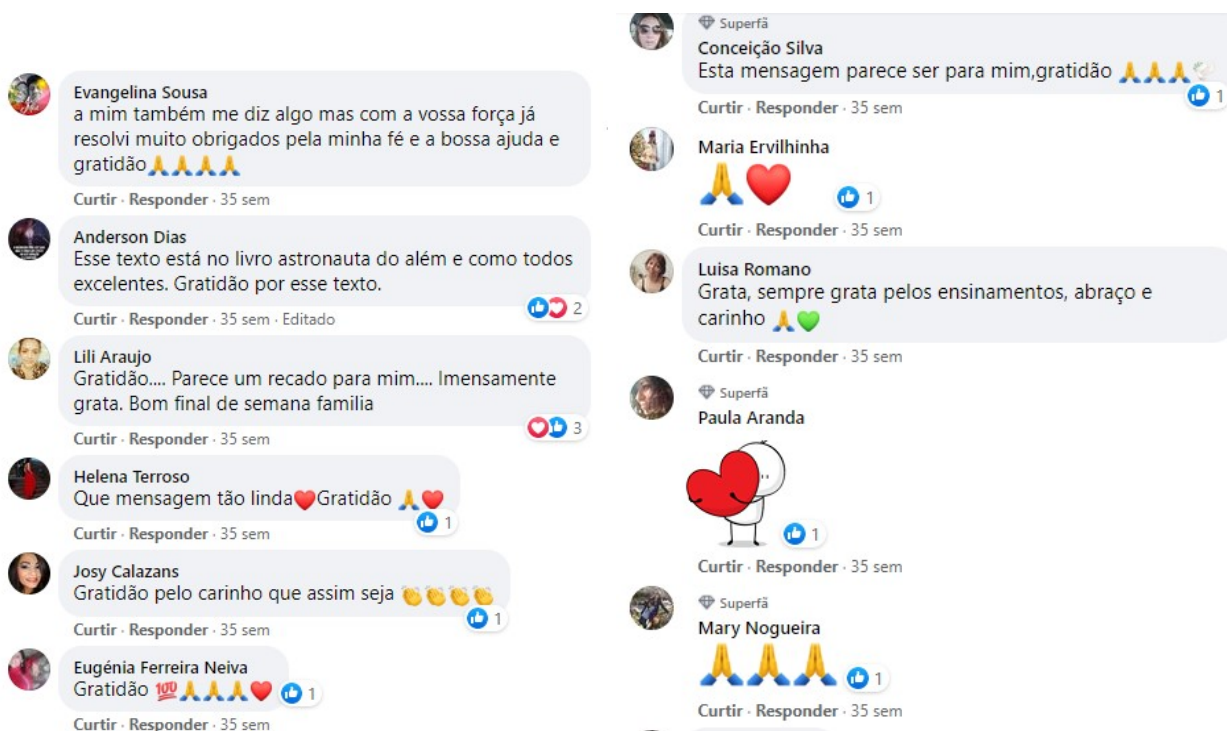 Evangelina Sousa
a mim também me diz algo mas com a vossa força já
resolvi muito obrigados pela minha fé e a bossa ajuda e
gratidão🙏🙏🙏🙏
Curtir · Responder · 35 sem
Anderson Dias
Esse texto está no livro astronauta do além e como todos
excelentes. Gratidão por esse texto.
2
Curtir · Responder · 35 sem · Editado
Lili Araujo
Gratidão.... Parece um recado para mim.... Imensamente
grata. Bom final de semana familia
3
Curtir · Responder · 35 sem
Helena Terroso
Que mensagem tão linda❤️Gratidão 🙏❤️
1
Curtir · Responder · 35 sem
Josy Calazans
Gratidão pelo carinho que assim seja 👏👏👏👏
1
Curtir · Responder · 35 sem
Eugénia Ferreira Neiva
Gratidão 💯🙏🙏🙏❤️ 1
Curtir · Responder · 35 sem
Superfã
Conceição Silva
Esta mensagem parece ser para mim,gratidão 🙏🙏🙏🕊️
1
Curtir · Responder · 35 sem
Maria Ervilhinha
🙏❤️ 1
Curtir · Responder · 35 sem
Luisa Romano
Grata, sempre grata pelos ensinamentos, abraço e
carinho 🙏💚
Curtir · Responder · 35 sem
Superfã
Paula Aranda
1
Curtir · Responder · 35 sem
Superfã
Mary Nogueira
🙏🙏🙏 1
Curtir · Responder · 35 sem